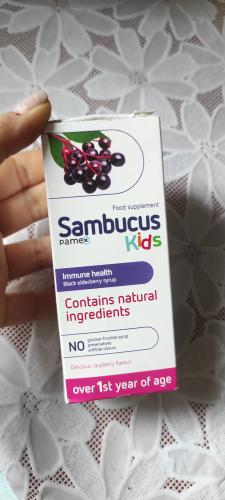 Food supplement
Sambucus
pamex Kids
Immune health
Black elderberry syrup
Contains natural
ingredients
NO
glucose-fructose syrup
preservatives
artificial colours
Delicious raspberry flavour
over 1st year of age